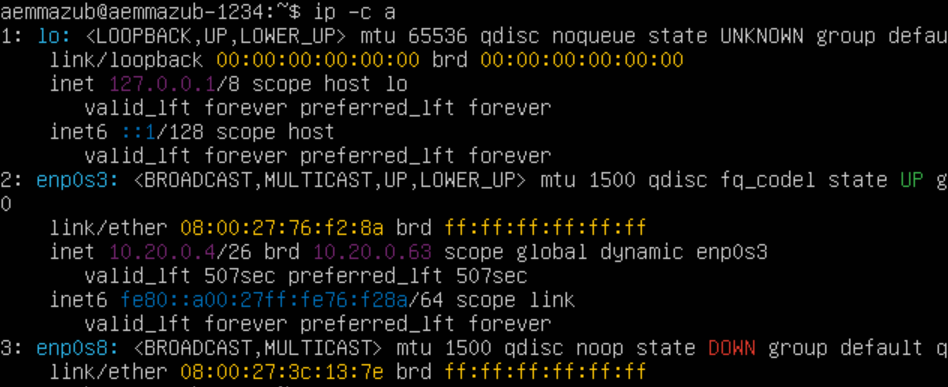 aemmazub@aemmazub-1234:~$ ip -c a
1: lo: <LOOPBACK,UP,LOWER_UP> mtu 65536 qdisc noqueue state UNKNOWN group defau
link/loopback 00:00:00:00:00:00 brd 00:00:00:00:00:00
inet 127.0.0.1/8 scope host lo
valid_lft forever preferred_lft forever
inet6 ::1/128 scope host
valid_lft forever preferred_lft forever
2: enp0s3: <BROADCAST,MULTICAST,UP,LOWER_UP> mtu 1500 qdisc fq_codel state UP g
0
link/ether 08:00:27:76:f2:8a brd ff:ff:ff:ff:ff:ff
inet 10.20.0.4/26 brd 10.20.0.63 scope global dynamic enp0s3
valid_lft 507sec preferred_lft 507sec
inet6 fe80::a00:27ff:fe76:f28a/64 scope link
valid_lft forever preferred_lft forever
3: enp0s8: <BROADCAST,MULTICAST> mtu 1500 qdisc noop state DOWN group default q
link/ether 08:00:27:3c:13:7e brd ff:ff:ff:ff:ff:ff